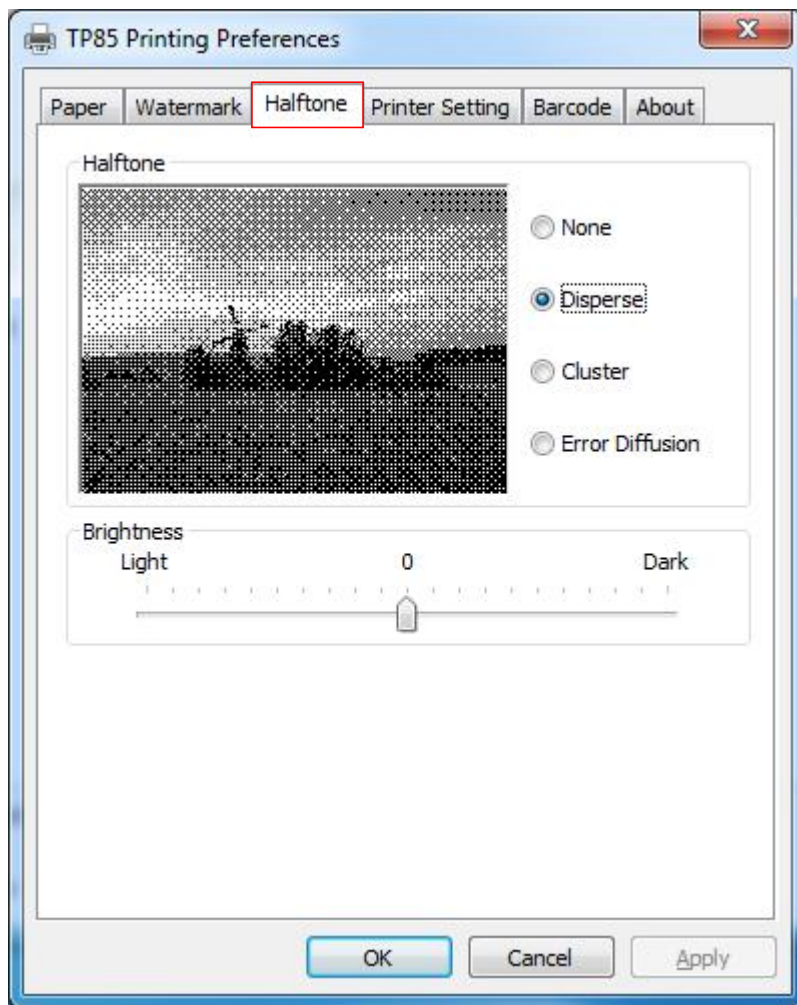 TP85 Printing Preferences
Paper Watermark Halftone Printer Setting Barcode About
Halftone
None
Disperse
Cluster
Error Diffusion
Brightness
Light 0 Dark
OK Cancel Apply